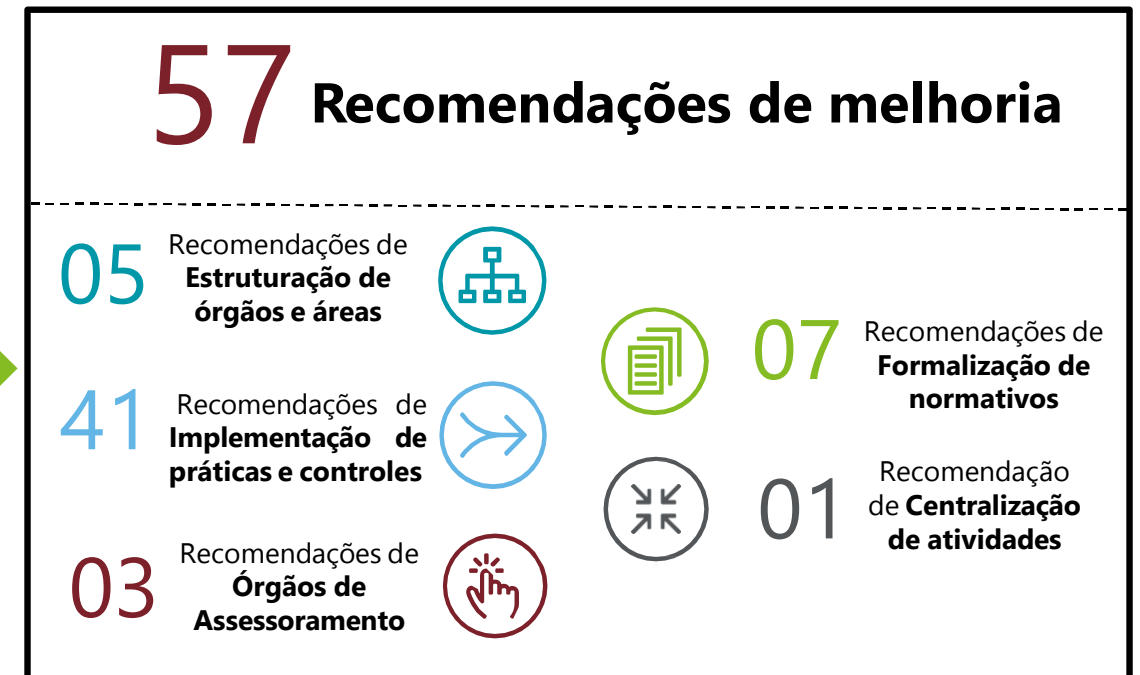 57 Recomendações de melhoria
05
Recomendações de
Estruturação de
órgãos e áreas
41
Recomendações de
Implementação de
práticas e controles
03
Recomendações de
Órgãos de
Assessoramento
07
Recomendações de
Formalização de
normativos
01
Recomendação
de Centralização
de atividades